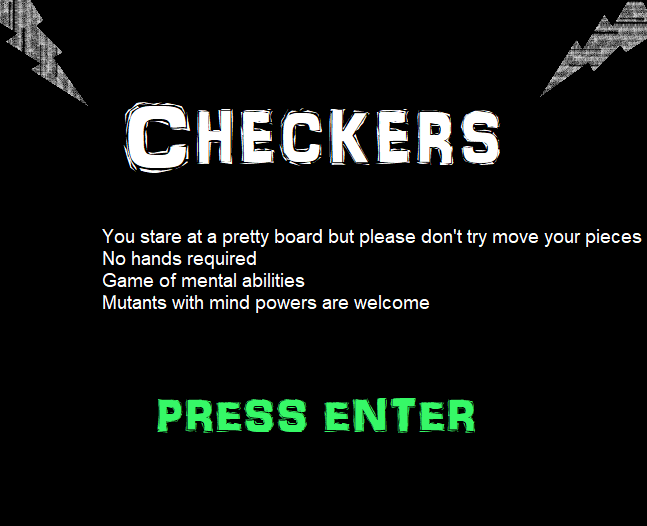 CHECKERS
You stare at a pretty board but please don't try move your pieces
No hands required
Game of mental abilities
Mutants with mind powers are welcome
PRESS ENTER